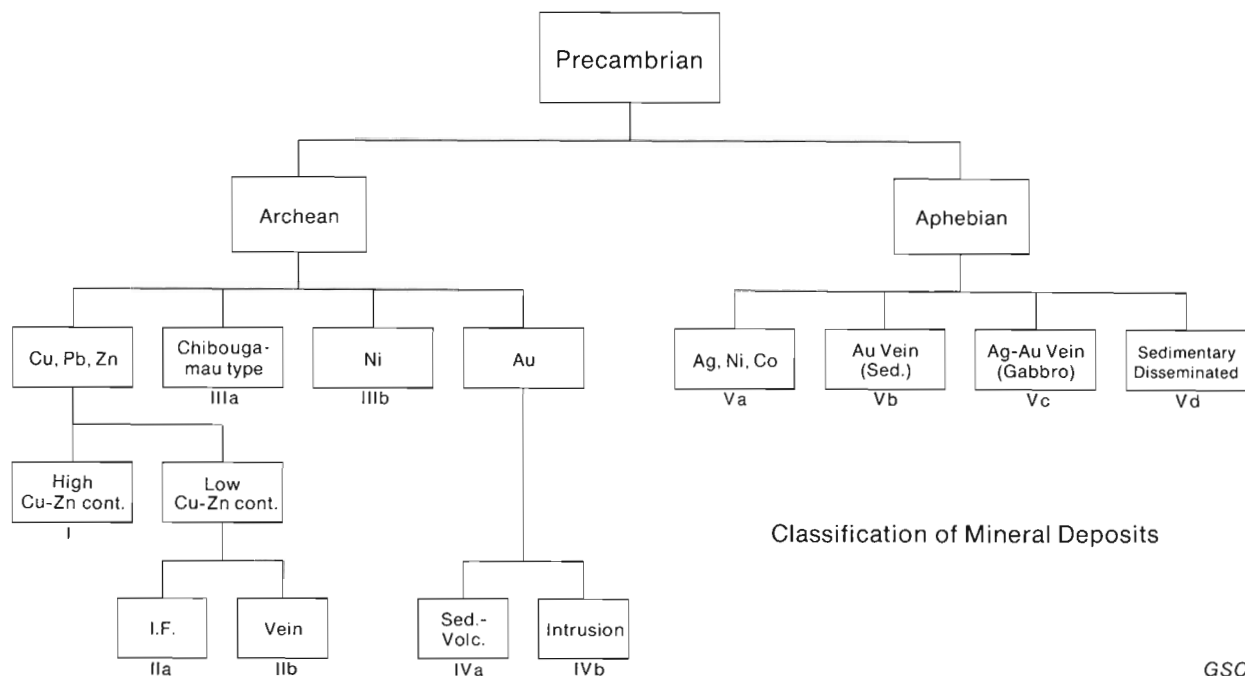 Precambrian
Archean
Aphebian
Cu, Pb, Zn
Chibouga-
mau type
IIIa
Ni
IIIb
Au
Ag, Ni, Co
Va
Au Vein
(Sed.)
Vb
Ag-Au Vein
(Gabbro)
Vc
Sedimentary
Disseminated
Vd
High
Cu-Zn cont.
I
Low
Cu-Zn cont.
Classification of Mineral Deposits
I.F.
IIa
Vein
IIb
Sed.-
Volc.
IVa
Intrusion
IVb
GSC